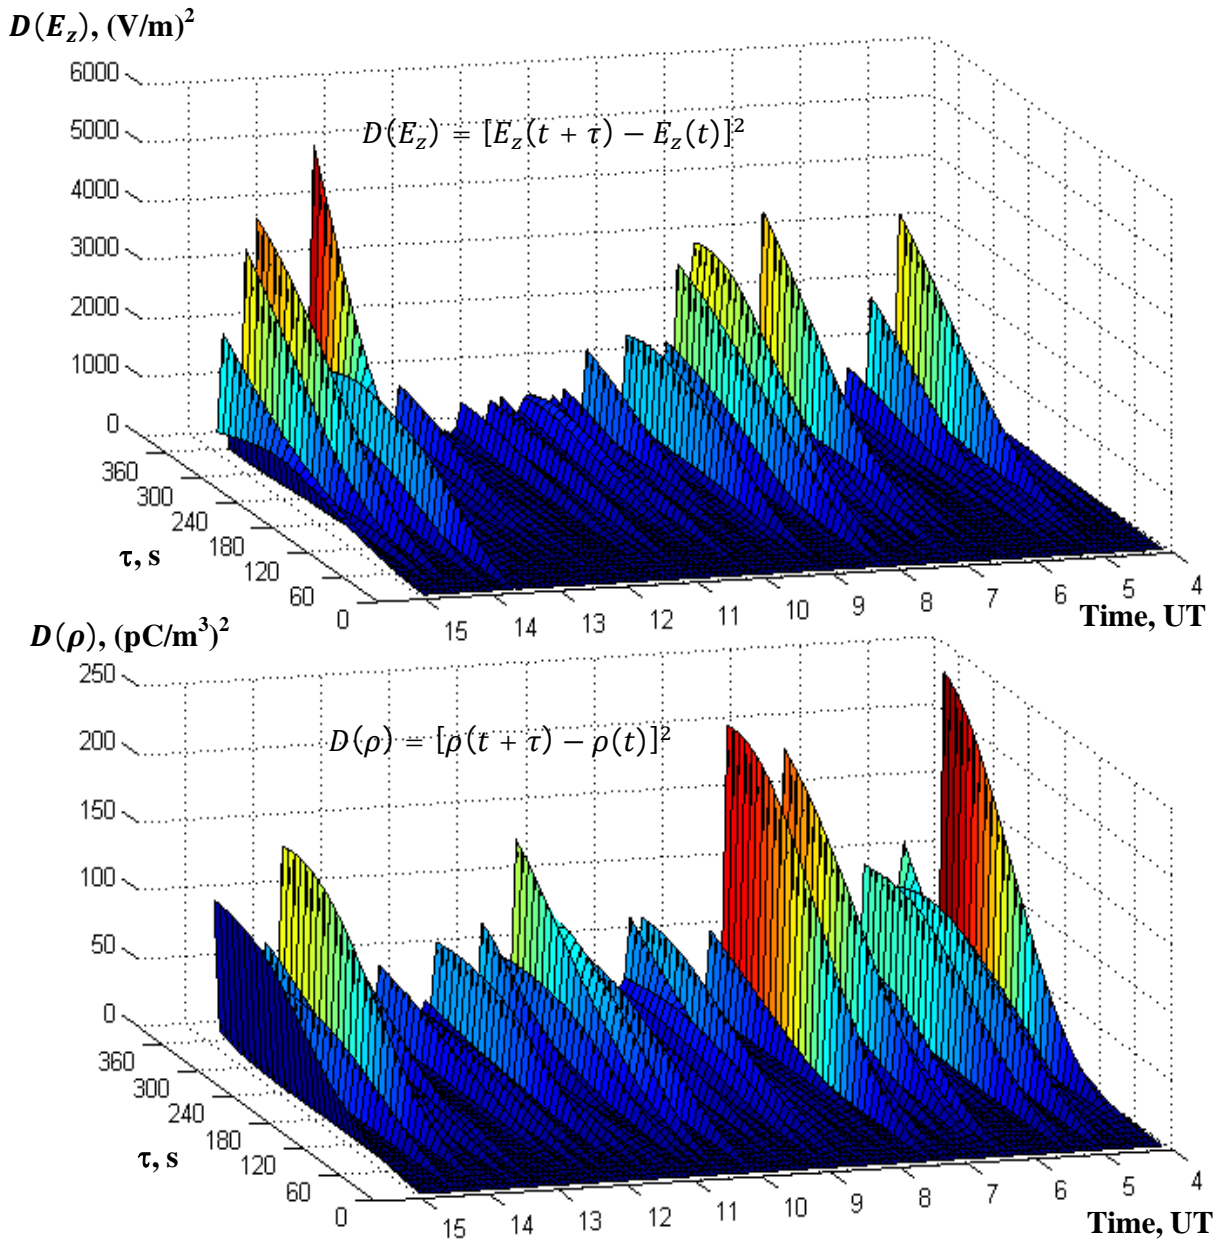 D(E_z), (V/m)²
6000
5000
4000
3000
2000
1000
0
D(E_z) = [E_z(t + τ) − E_z(t)]²
360
300
240
180
120
60
0
τ, s
15 14 13 12 11 10 9 8 7 6 5 4
Time, UT
D(ρ), (pC/m³)²
250
200
150
100
50
0
D(ρ) = [ρ(t + τ) − ρ(t)]²
360
300
240
180
120
60
0
τ, s
15 14 13 12 11 10 9 8 7 6 5 4
Time, UT